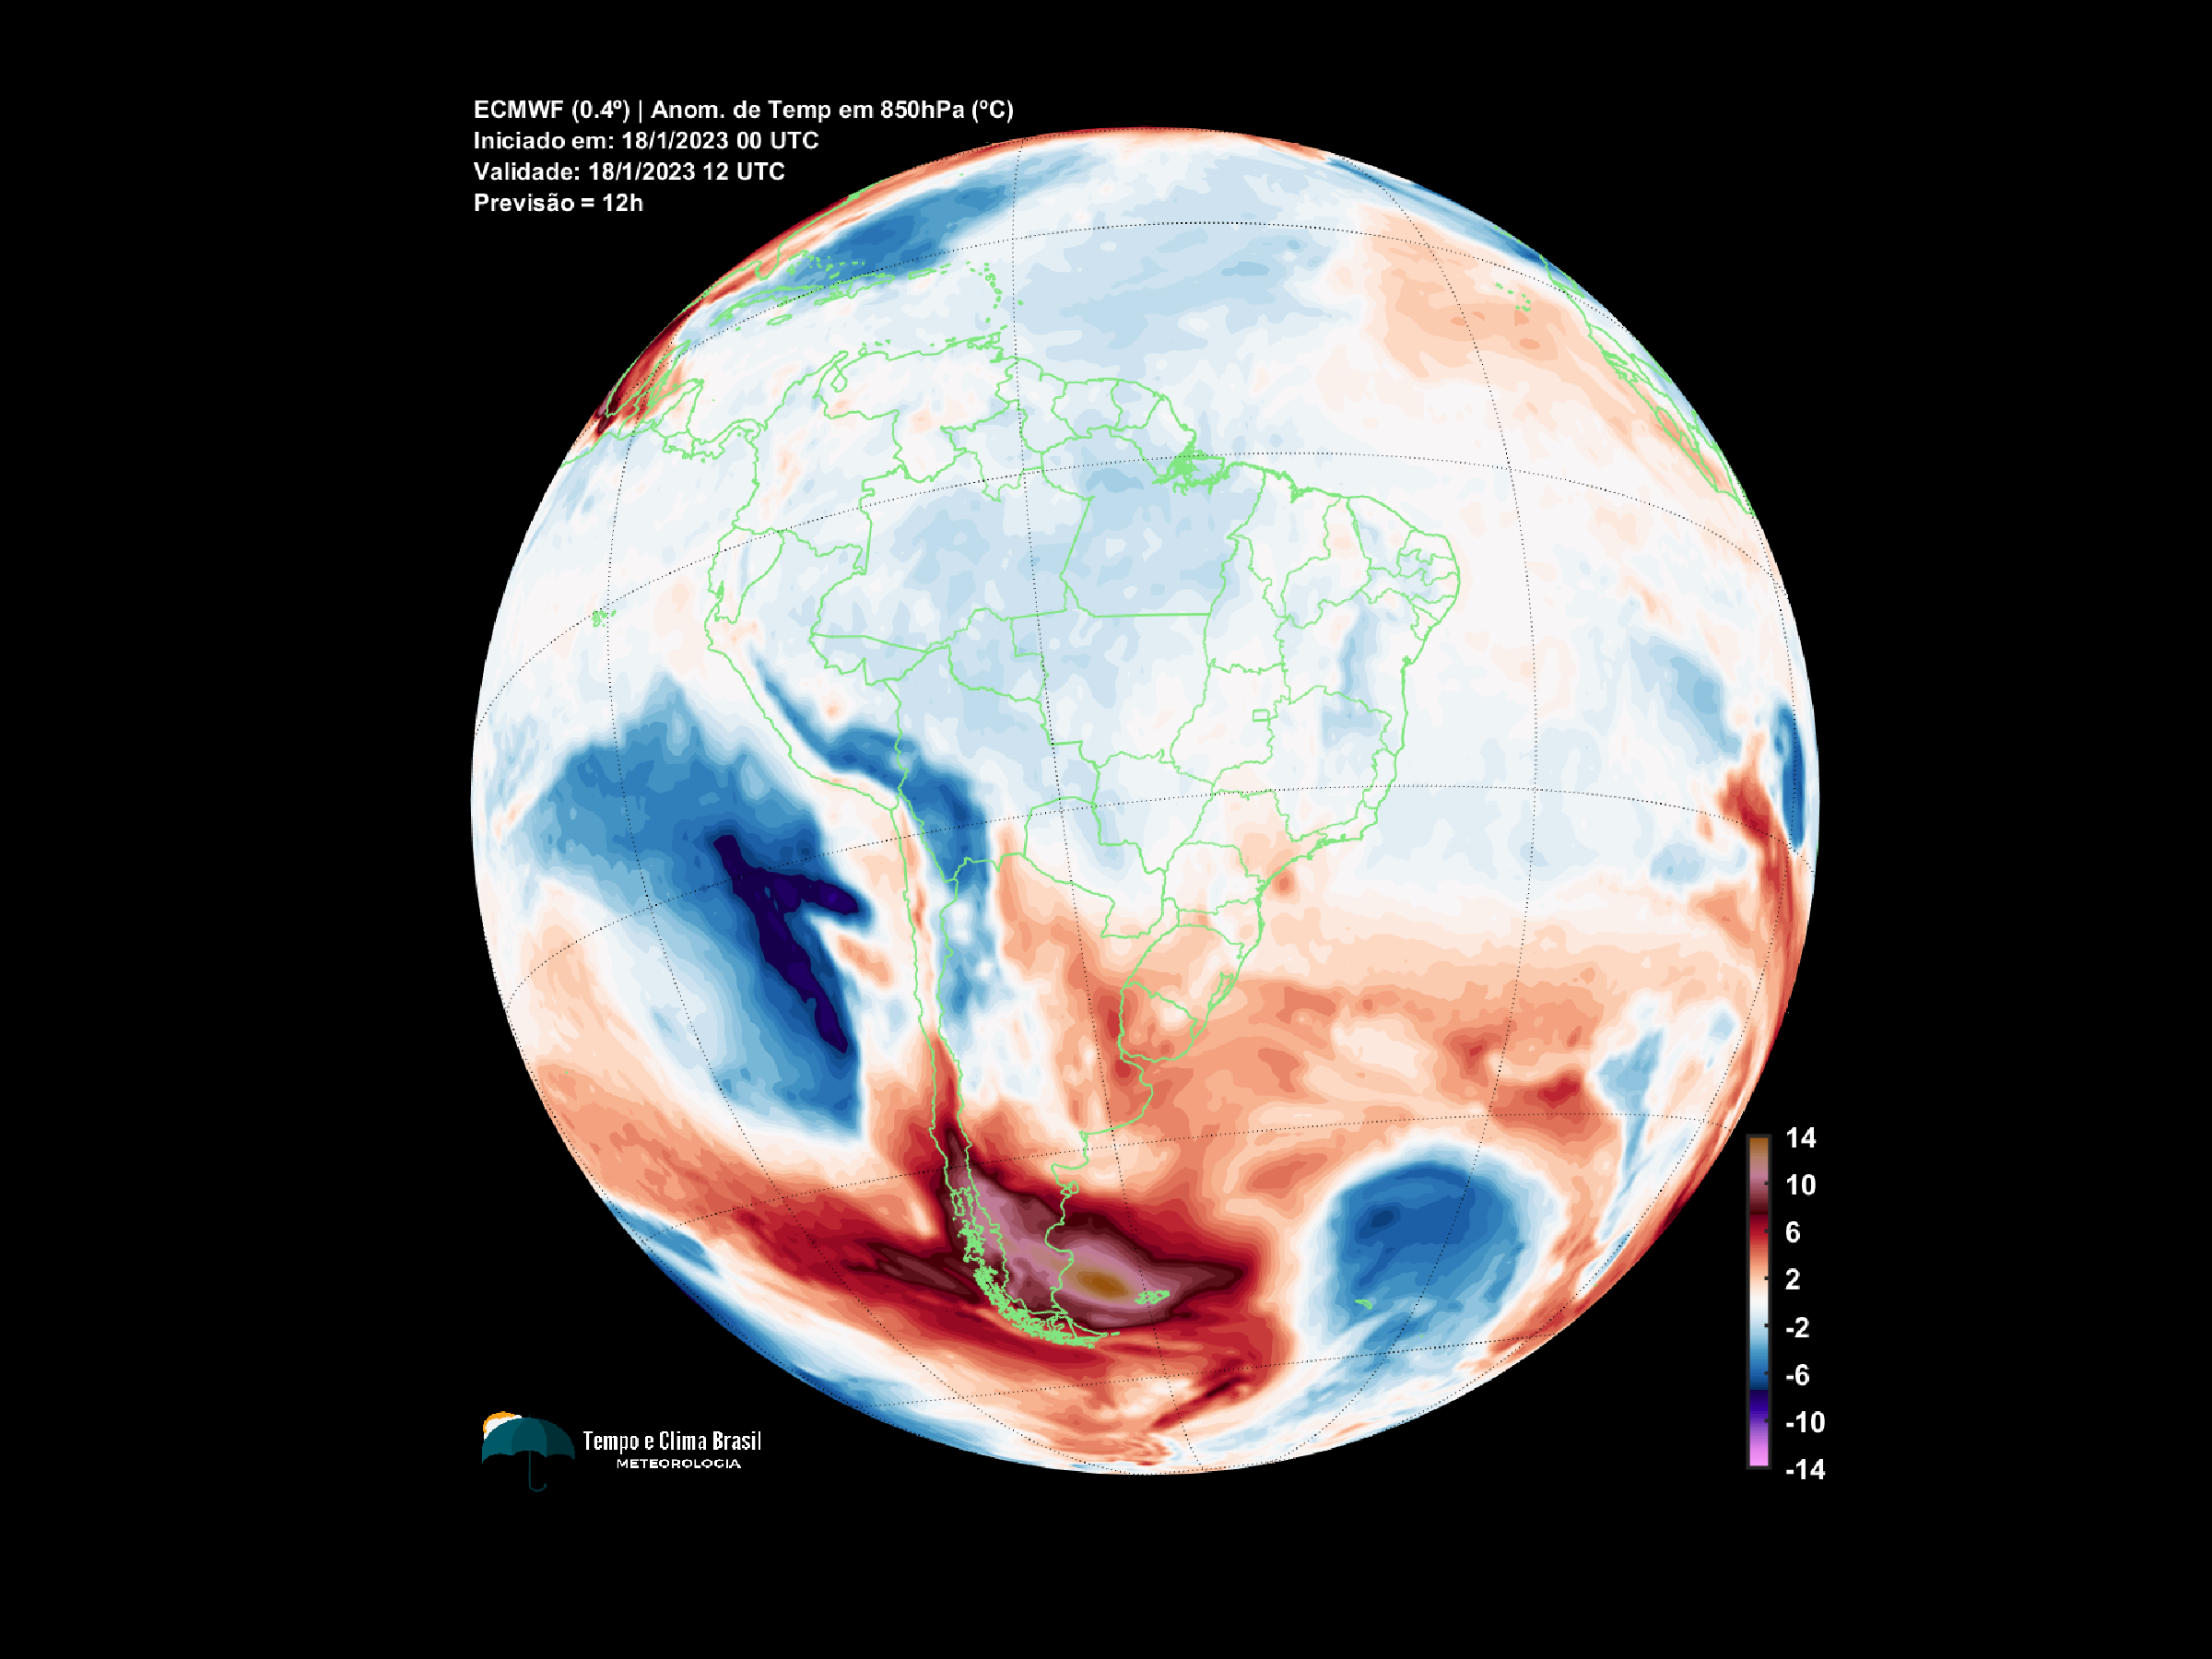 ECMWF (0.4º) | Anom. de Temp em 850hPa (ºC)
Iniciado em: 18/1/2023 00 UTC
Validade: 18/1/2023 12 UTC
Previsão = 12h
14
10
6
2
-2
-6
-10
-14
Tempo e Clima Brasil
METEOROLOGIA